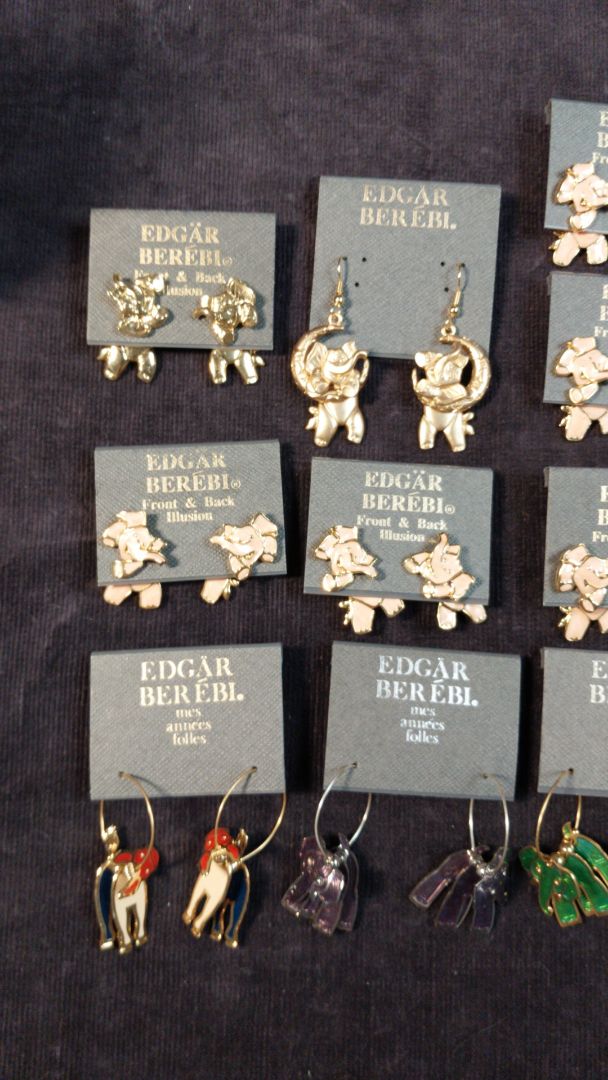 EDGÄR
BERÉBI®
Front & Back
Illusion
EDGÄR
BERÉBI.
EDGÄR
BERÉBI®
Front & Back
Illusion
EDGÄR
BERÉBI®
Front & Back
Illusion
EDGÄR
BERÉBI.
mes
années
folles
EDGÄR
BERÉBI.
mes
années
folles